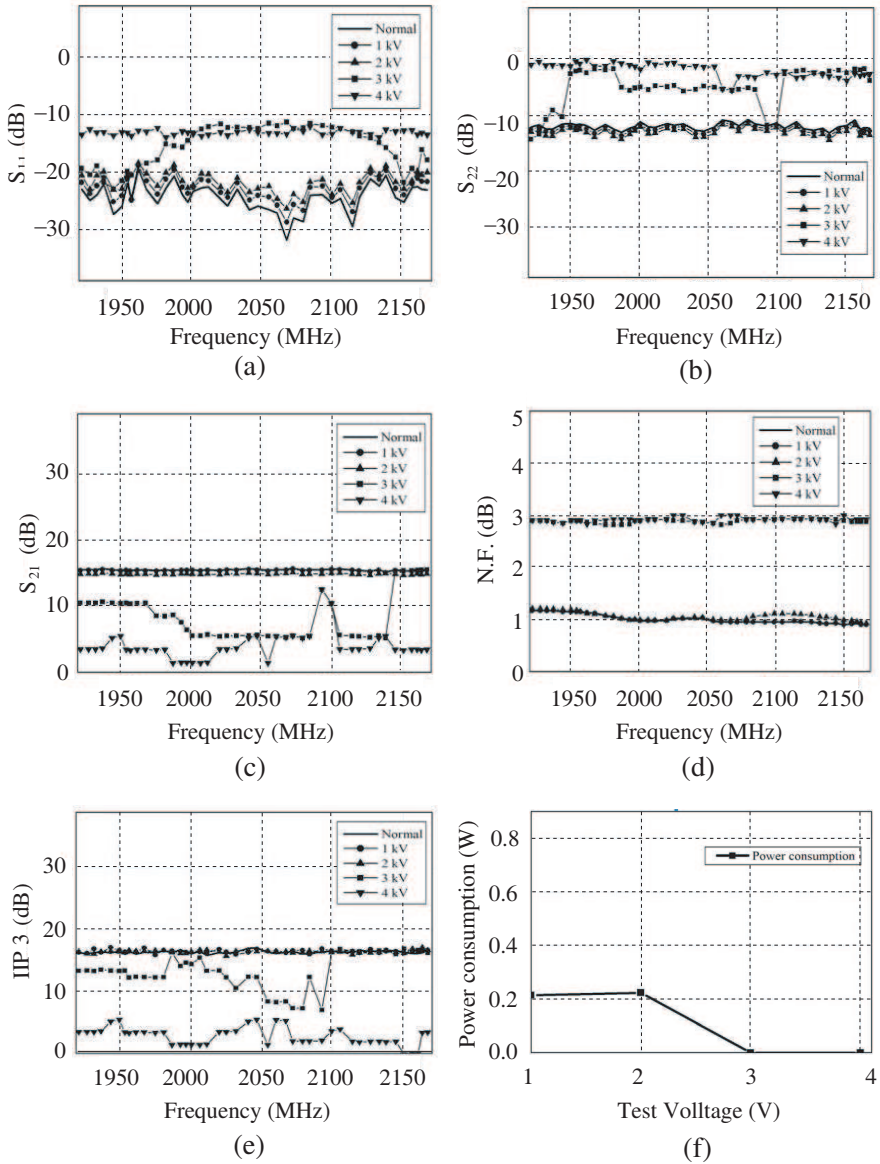 S11 (dB)
0
−10
−20
−30
Normal
1 kV
2 kV
3 kV
4 kV
1950 2000 2050 2100 2150
Frequency (MHz)
(a)
S22 (dB)
0
−10
−20
−30
Normal
1 kV
2 kV
3 kV
4 kV
1950 2000 2050 2100 2150
Frequency (MHz)
(b)
S21 (dB)
30
20
10
0
Normal
1 kV
2 kV
3 kV
4 kV
1950 2000 2050 2100 2150
Frequency (MHz)
(c)
N.F. (dB)
5
4
3
2
1
0
Normal
1 kV
2 kV
3 kV
4 kV
1950 2000 2050 2100 2150
Frequency (MHz)
(d)
IIP 3 (dB)
30
20
10
0
Normal
1 kV
2 kV
3 kV
4 kV
1950 2000 2050 2100 2150
Frequency (MHz)
(e)
Power consumption (W)
0.8
0.6
0.4
0.2
0.0
Power consumption
1 2 3 4
Test Volltage (V)
(f)